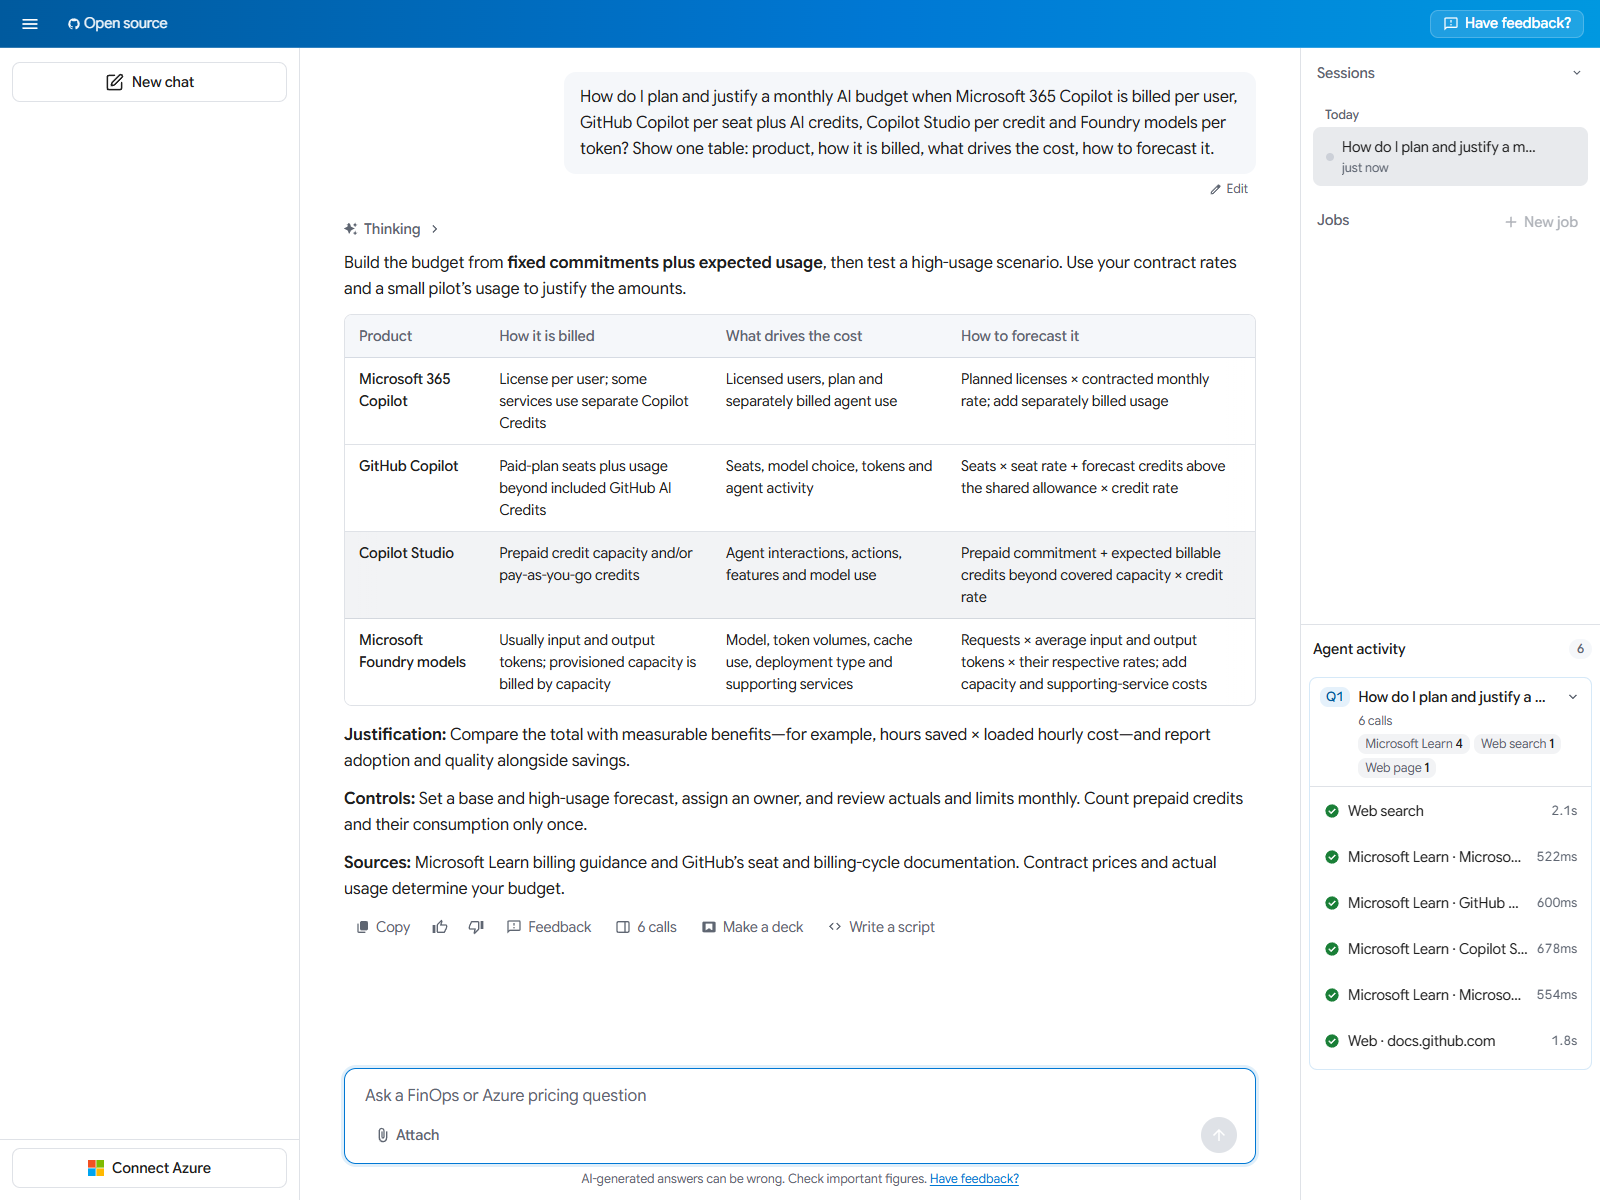 Open source
Have feedback?
New chat
How do I plan and justify a monthly AI budget when Microsoft 365 Copilot is billed per user,
GitHub Copilot per seat plus AI credits, Copilot Studio per credit and Foundry models per
token? Show one table: product, how it is billed, what drives the cost, how to forecast it.
Edit
Thinking
Build the budget from fixed commitments plus expected usage, then test a high-usage scenario. Use your contract rates
and a small pilot's usage to justify the amounts.
Product How it is billed What drives the cost How to forecast it
Microsoft 365 License per user; some Licensed users, plan and Planned licenses × contracted monthly
Copilot services use separate Copilot separately billed agent use rate; add separately billed usage
Credits
GitHub Copilot Paid-plan seats plus usage Seats, model choice, tokens and Seats × seat rate + forecast credits above
beyond included GitHub AI agent activity the shared allowance × credit rate
Credits
Copilot Studio Prepaid credit capacity and/or Agent interactions, actions, Prepaid commitment + expected billable
pay-as-you-go credits features and model use credits beyond covered capacity × credit
rate
Microsoft Usually input and output Model, token volumes, cache Requests × average input and output
Foundry models tokens; provisioned capacity is use, deployment type and tokens × their respective rates; add
billed by capacity supporting services capacity and supporting-service costs
Justification: Compare the total with measurable benefits—for example, hours saved × loaded hourly cost—and report
adoption and quality alongside savings.
Controls: Set a base and high-usage forecast, assign an owner, and review actuals and limits monthly. Count prepaid credits
and their consumption only once.
Sources: Microsoft Learn billing guidance and GitHub's seat and billing-cycle documentation. Contract prices and actual
usage determine your budget.
Copy Feedback 6 calls Make a deck Write a script
Ask a FinOps or Azure pricing question
Attach
AI-generated answers can be wrong. Check important figures. Have feedback?
Connect Azure
Sessions
Today
How do I plan and justify a m...
just now
Jobs + New job
Agent activity 6
Q1 How do I plan and justify a ...
6 calls
Microsoft Learn 4 Web search 1
Web page 1
Web search 2.1s
Microsoft Learn · Microso... 522ms
Microsoft Learn · GitHub ... 600ms
Microsoft Learn · Copilot S... 678ms
Microsoft Learn · Microso... 554ms
Web · docs.github.com 1.8s